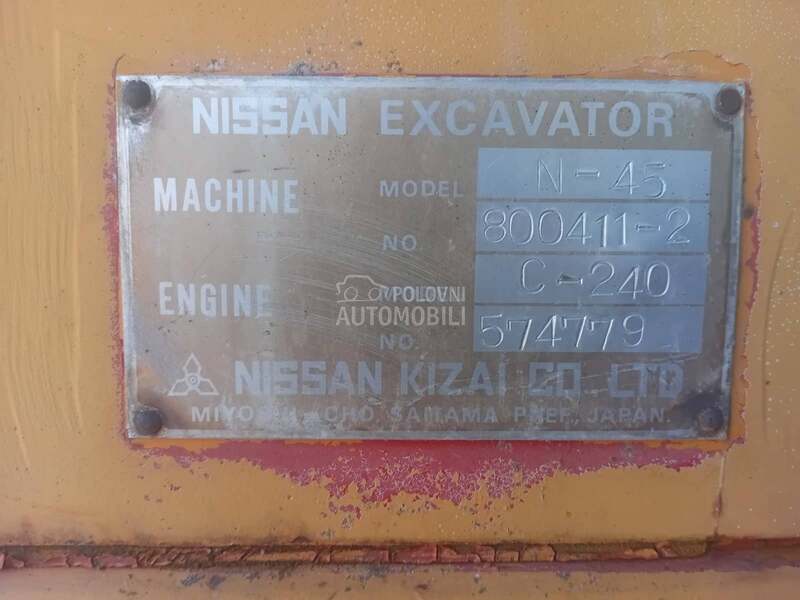 NISSAN EXCAVATOR
MACHINE MODEL N-45
NO. 800411-2
ENGINE C-240
POLOVNI
AUTOMOBILI
NO. 574779
NISSAN KIZAI CO LTD
SAITAMA PREF., JAPAN.